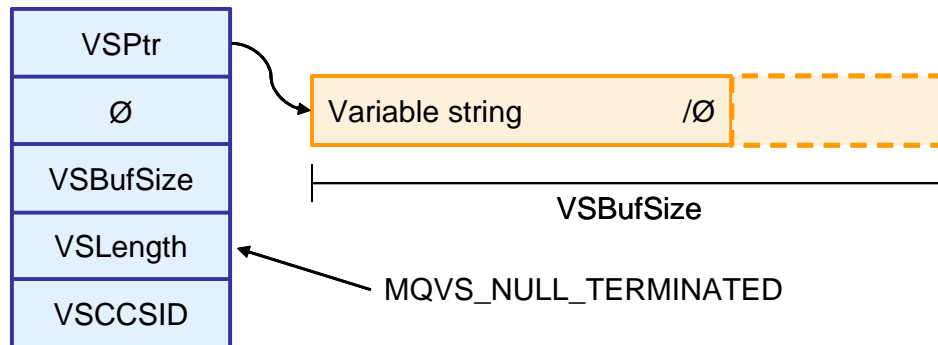 VSPtr
Ø
VSBufSize
VSLength
VSCCSID
Variable string /Ø
VSBufSize
MQVS_NULL_TERMINATED